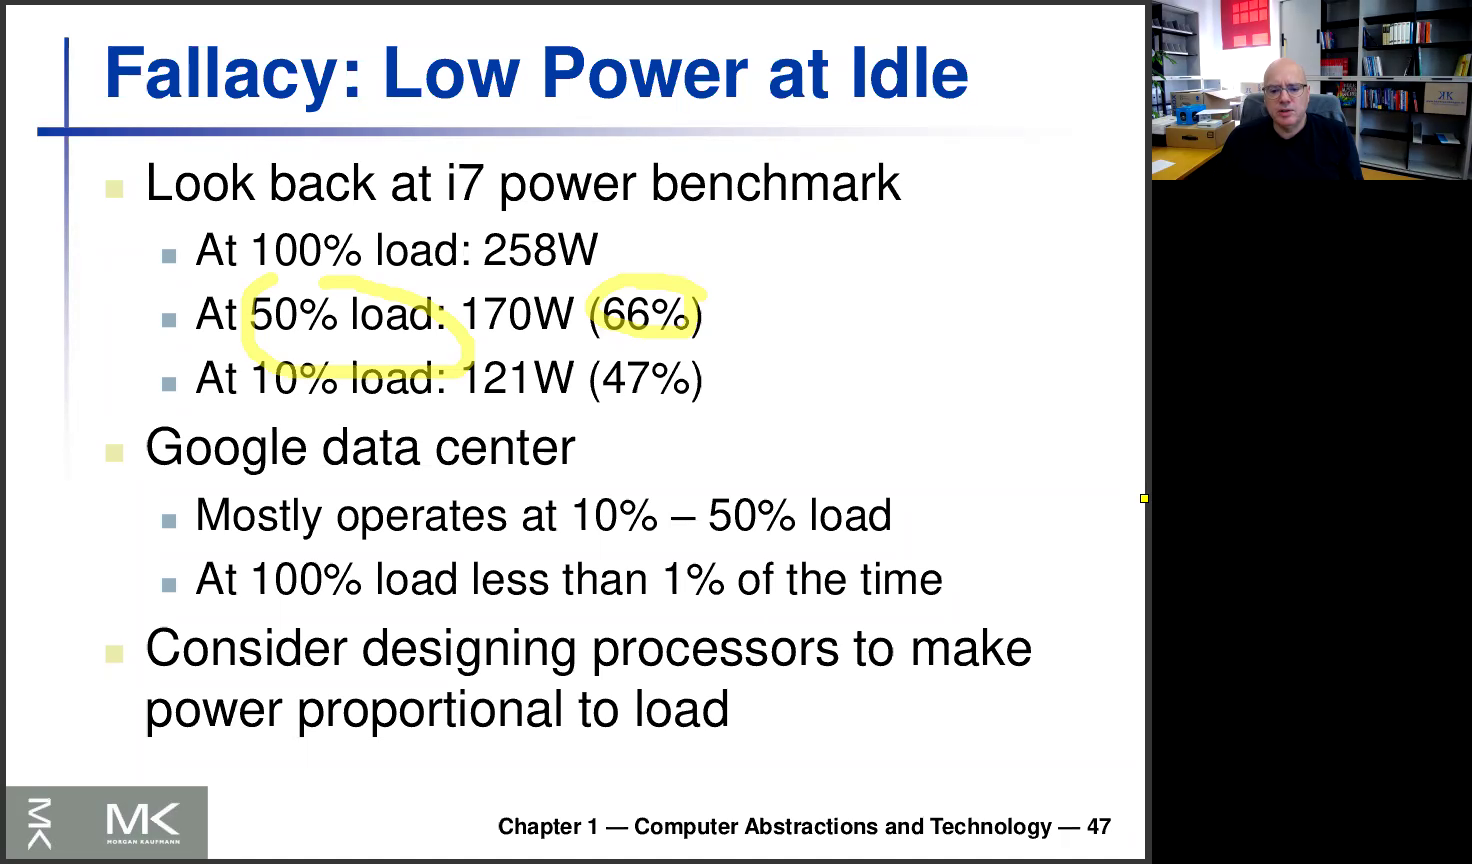 Fallacy: Low Power at Idle
Look back at i7 power benchmark
At 100% load: 258W
At 50% load: 170W (66%)
At 10% load: 121W (47%)
Google data center
Mostly operates at 10% – 50% load
At 100% load less than 1% of the time
Consider designing processors to make
power proportional to load
MK
MK
MORGAN KAUFMANN
Chapter 1 — Computer Abstractions and Technology — 47